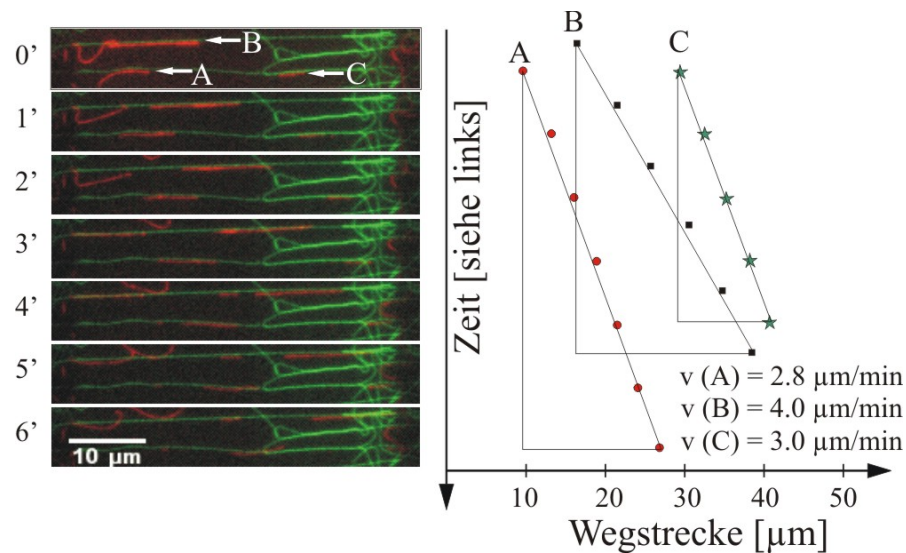 0’
B
A
C
1’
2’
3’
4’
5’
6’
10 µm
A
B
C
Zeit [siehe links]
v (A) = 2.8 µm/min
v (B) = 4.0 µm/min
v (C) = 3.0 µm/min
10 20 30 40 50
Wegstrecke [µm]